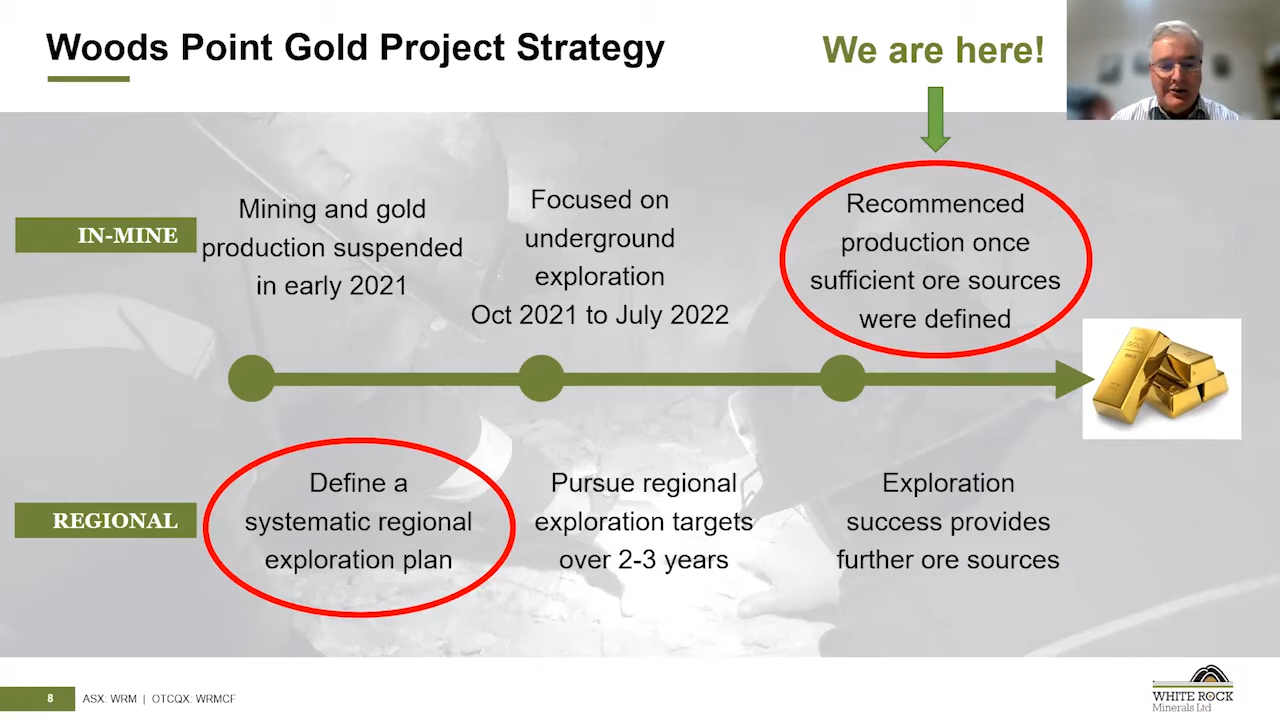 Woods Point Gold Project Strategy
We are here!
IN-MINE
Mining and gold
production suspended
in early 2021
Focused on
underground
exploration
Oct 2021 to July 2022
Recommenced
production once
sufficient ore sources
were defined
REGIONAL
Define a
systematic regional
exploration plan
Pursue regional
exploration targets
over 2-3 years
Exploration
success provides
further ore sources
8
ASX: WRM | OTCQX: WRMCF
WHITE ROCK
Minerals Ltd